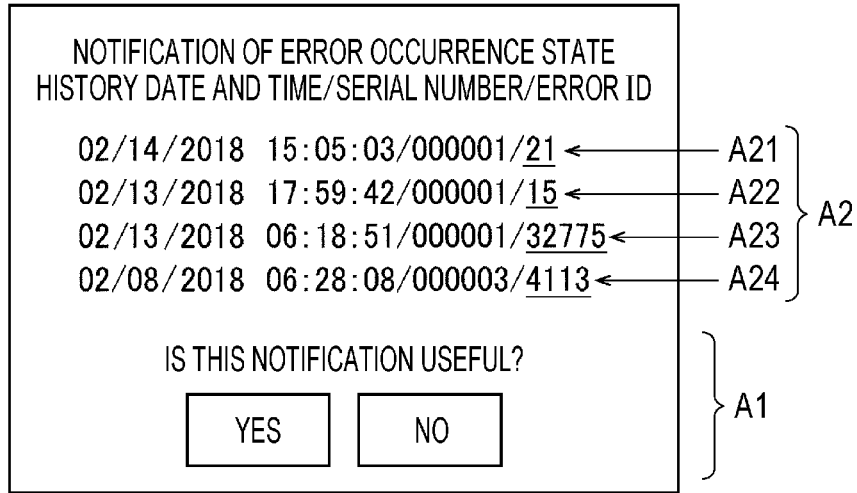 NOTIFICATION OF ERROR OCCURRENCE STATE
HISTORY DATE AND TIME/SERIAL NUMBER/ERROR ID
02/14/2018 15:05:03/000001/21 A21
02/13/2018 17:59:42/000001/15 A22
02/13/2018 06:18:51/000001/32775 A23
02/08/2018 06:28:08/000003/4113 A24
A2
IS THIS NOTIFICATION USEFUL?
YES NO
A1